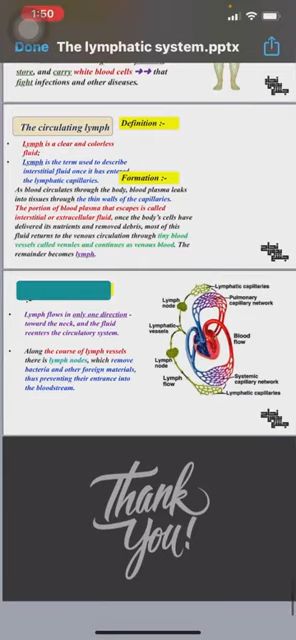 1:50
Done The lymphatic system.pptx
store, and carry white blood cells →→ that
fight infections and other diseases.
The circulating lymph
Definition :-
• Lymph is a clear and colorless
fluid;
• Lymph is the term used to describe
interstitial fluid once it has
the lymphatic capillaries.
Formation :-
As blood circulates through the body, blood plasma leaks
into tissues through the thin walls of the capillaries.
The portion of blood plasma that escapes is called
interstitial or extracellular fluid, once the body's cells have
delivered its nutrients and removed debris, most of this
fluid returns to the venous circulation through tiny blood
vessels called venules and continues as venous blood. The
remainder becomes lymph.
• Lymph flows in only one direction -
toward the neck, and the fluid
reenters the circulatory system.
• Along the course of lymph vessels
there is lymph nodes, which remove
bacteria and other foreign materials,
thus preventing their entrance into
the bloodstream.
Lymphatic capillaries
Pulmonary
capillary network
Lymph
node
Lymphatic
vessels
Blood
flow
Lymph
node
Lymph
flow
Systemic
capillary network
Lymphatic capillaries
Thank
You!